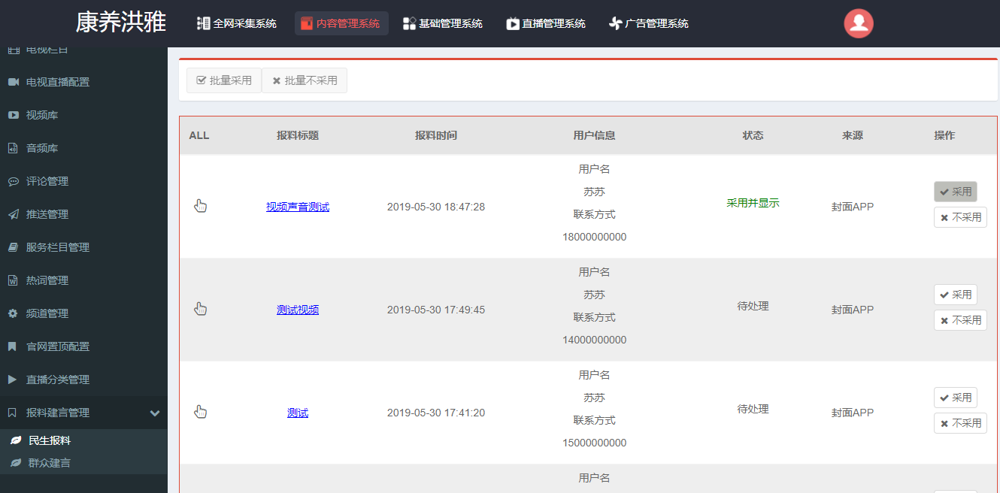 康养洪雅
全网采集系统
内容管理系统
基础管理系统
直播管理系统
广告管理系统
电视栏目
电视直播配置
视频库
音频库
评论管理
推送管理
服务栏目管理
热词管理
频道管理
官网置顶配置
直播分类管理
报料建言管理
民生报料
群众建言
批量采用 批量不采用
ALL 报料标题 报料时间 用户信息 状态 来源 操作
用户名
苏苏
联系方式
18000000000
视频声音测试 2019-05-30 18:47:28 采用并显示 封面APP
采用
不采用
用户名
苏苏
联系方式
14000000000
测试视频 2019-05-30 17:49:45 待处理 封面APP
采用
不采用
用户名
苏苏
联系方式
15000000000
测试 2019-05-30 17:41:20 待处理 封面APP
采用
不采用
用户名